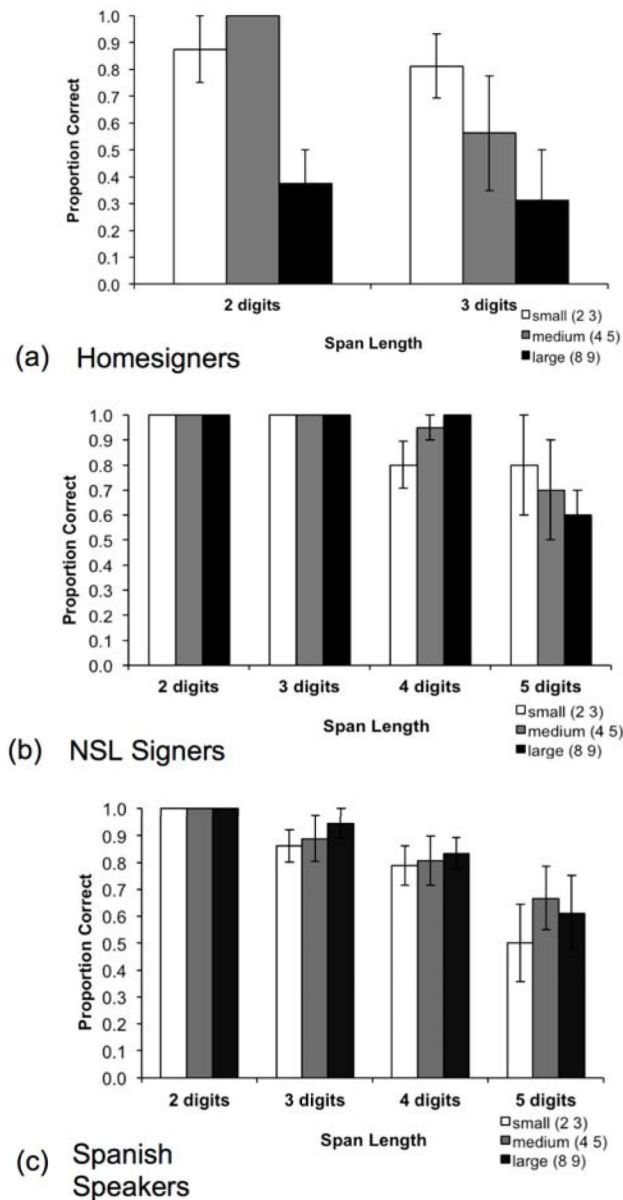 1.0
0.9
0.8
0.7
0.6
0.5
0.4
0.3
0.2
0.1
0.0
Proportion Correct
2 digits 3 digits
Span Length
small (2 3)
medium (4 5)
large (8 9)
(a) Homesigners
1.0
0.9
0.8
0.7
0.6
0.5
0.4
0.3
0.2
0.1
0.0
Proportion Correct
2 digits 3 digits 4 digits 5 digits
Span Length
small (2 3)
medium (4 5)
large (8 9)
(b) NSL Signers
1.0
0.9
0.8
0.7
0.6
0.5
0.4
0.3
0.2
0.1
0.0
Proportion Correct
2 digits 3 digits 4 digits 5 digits
Span Length
small (2 3)
medium (4 5)
large (8 9)
(c) Spanish
Speakers